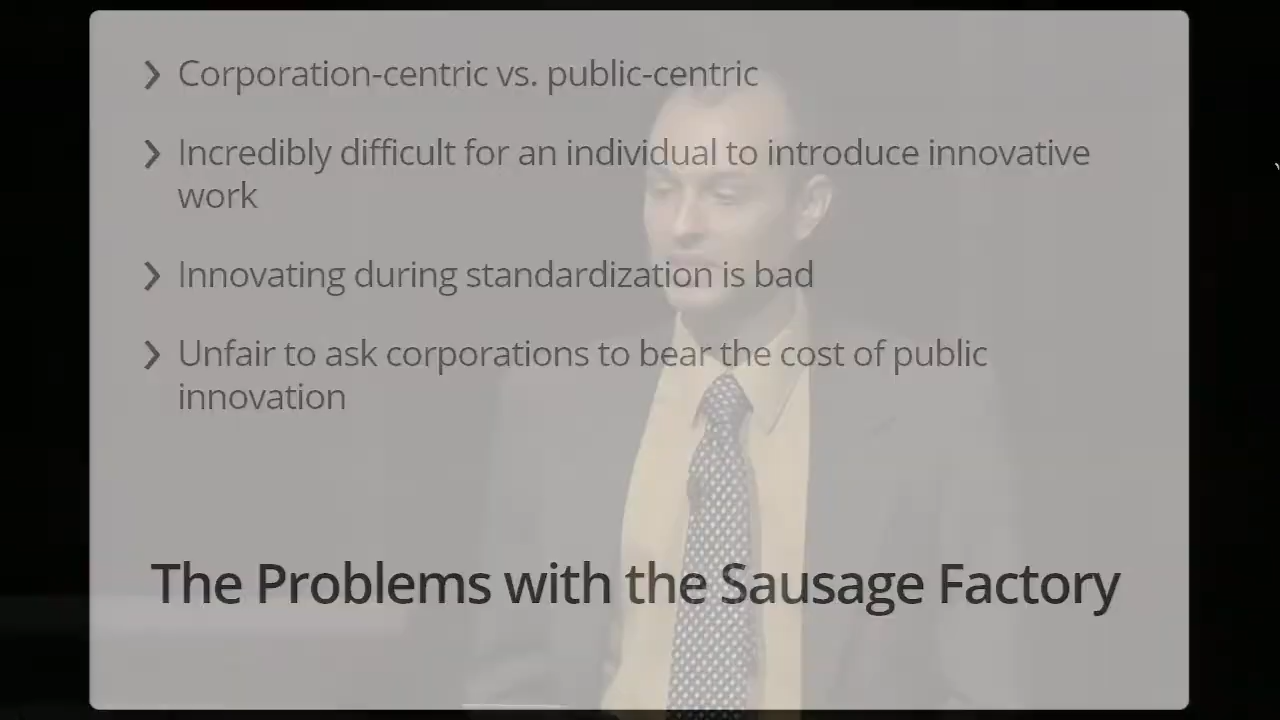 Corporation-centric vs. public-centric
Incredibly difficult for an individual to introduce innovative
work
Innovating during standardization is bad
Unfair to ask corporations to bear the cost of public
innovation
The Problems with the Sausage Factory